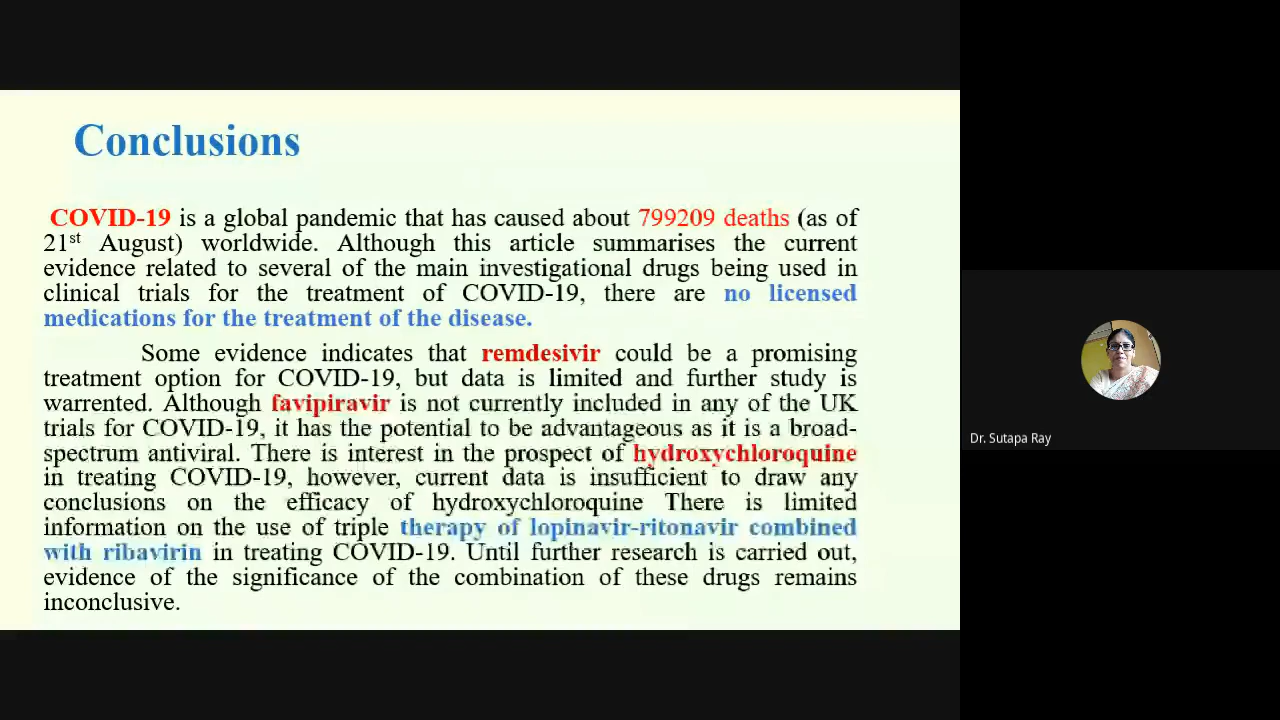 Conclusions
COVID-19 is a global pandemic that has caused about 799209 deaths (as of
21st August) worldwide. Although this article summarises the current
evidence related to several of the main investigational drugs being used in
clinical trials for the treatment of COVID-19, there are no licensed
medications for the treatment of the disease.
Some evidence indicates that remdesivir could be a promising
treatment option for COVID-19, but data is limited and further study is
warrented. Although favipiravir is not currently included in any of the UK
trials for COVID-19, it has the potential to be advantageous as it is a broad-
spectrum antiviral. There is interest in the prospect of hydroxychloroquine
in treating COVID-19, however, current data is insufficient to draw any
conclusions on the efficacy of hydroxychloroquine There is limited
information on the use of triple therapy of lopinavir-ritonavir combined
with ribavirin in treating COVID-19. Until further research is carried out,
evidence of the significance of the combination of these drugs remains
inconclusive.
Dr. Sutapa Ray